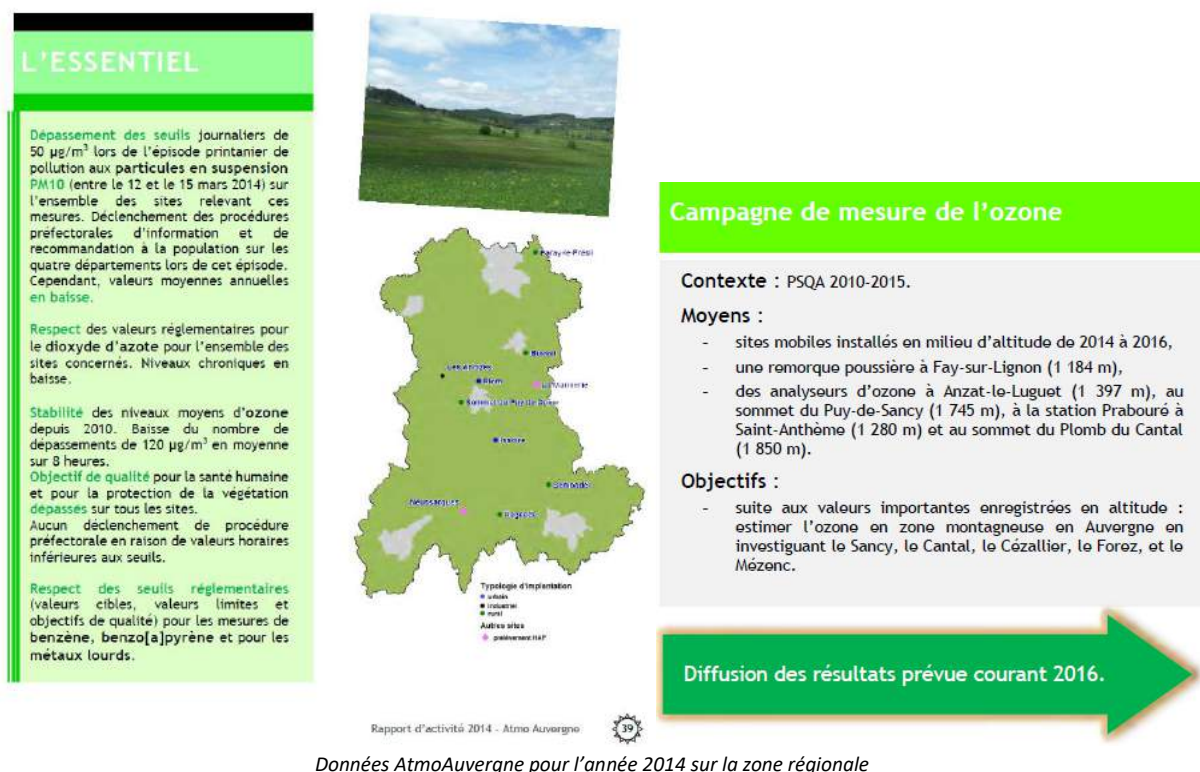 L'ESSENTIEL
Dépassement des seuils journaliers de
50 µg/m³ lors de l'épisode printanier de
pollution aux particules en suspension
PM10 (entre le 12 et le 15 mars 2014) sur
l'ensemble des sites relevant ces
mesures. Déclenchement des procédures
préfectorales d'information et de
recommandation à la population sur les
quatre départements lors de cet épisode.
Cependant, valeurs moyennes annuelles
en baisse.
Respect des valeurs réglementaires pour
le dioxyde d'azote pour l'ensemble des
sites concernés. Niveaux chroniques en
baisse.
Stabilité des niveaux moyens d'ozone
depuis 2010. Baisse du nombre de
dépassements de 120 µg/m³ en moyenne
sur 8 heures.
Objectif de qualité pour la santé humaine
et pour la protection de la végétation
dépassés sur tous les sites.
Aucun déclenchement de procédure
préfectorale en raison de valeurs horaires
inférieures aux seuils.
Respect des seuils réglementaires
(valeurs cibles, valeurs limites et
objectifs de qualité) pour les mesures de
benzène, benzo[a]pyrène et pour les
métaux lourds.
Riom
Sommet du Puy-de-Dôme
Issoire
Neussargues
Typologie d'implantation
urbain
industriel
rural
Autres sites
prélèvement HAP
Rapport d'activité 2014 - Atmo Auvergne
39
Campagne de mesure de l'ozone
Contexte : PSQA 2010-2015.
Moyens :
- sites mobiles installés en milieu d'altitude de 2014 à 2016,
- une remorque poussière à Fay-sur-Lignon (1 184 m),
- des analyseurs d'ozone à Anzat-le-Luguet (1 397 m), au
sommet du Puy-de-Sancy (1 745 m), à la station Prabouré à
Saint-Anthème (1 280 m) et au sommet du Plomb du Cantal
(1 850 m).
Objectifs :
- suite aux valeurs importantes enregistrées en altitude :
estimer l'ozone en zone montagneuse en Auvergne en
investiguant le Sancy, le Cantal, le Cézallier, le Forez, et le
Mézenc.
Diffusion des résultats prévue courant 2016.
Données AtmoAuvergne pour l'année 2014 sur la zone régionale